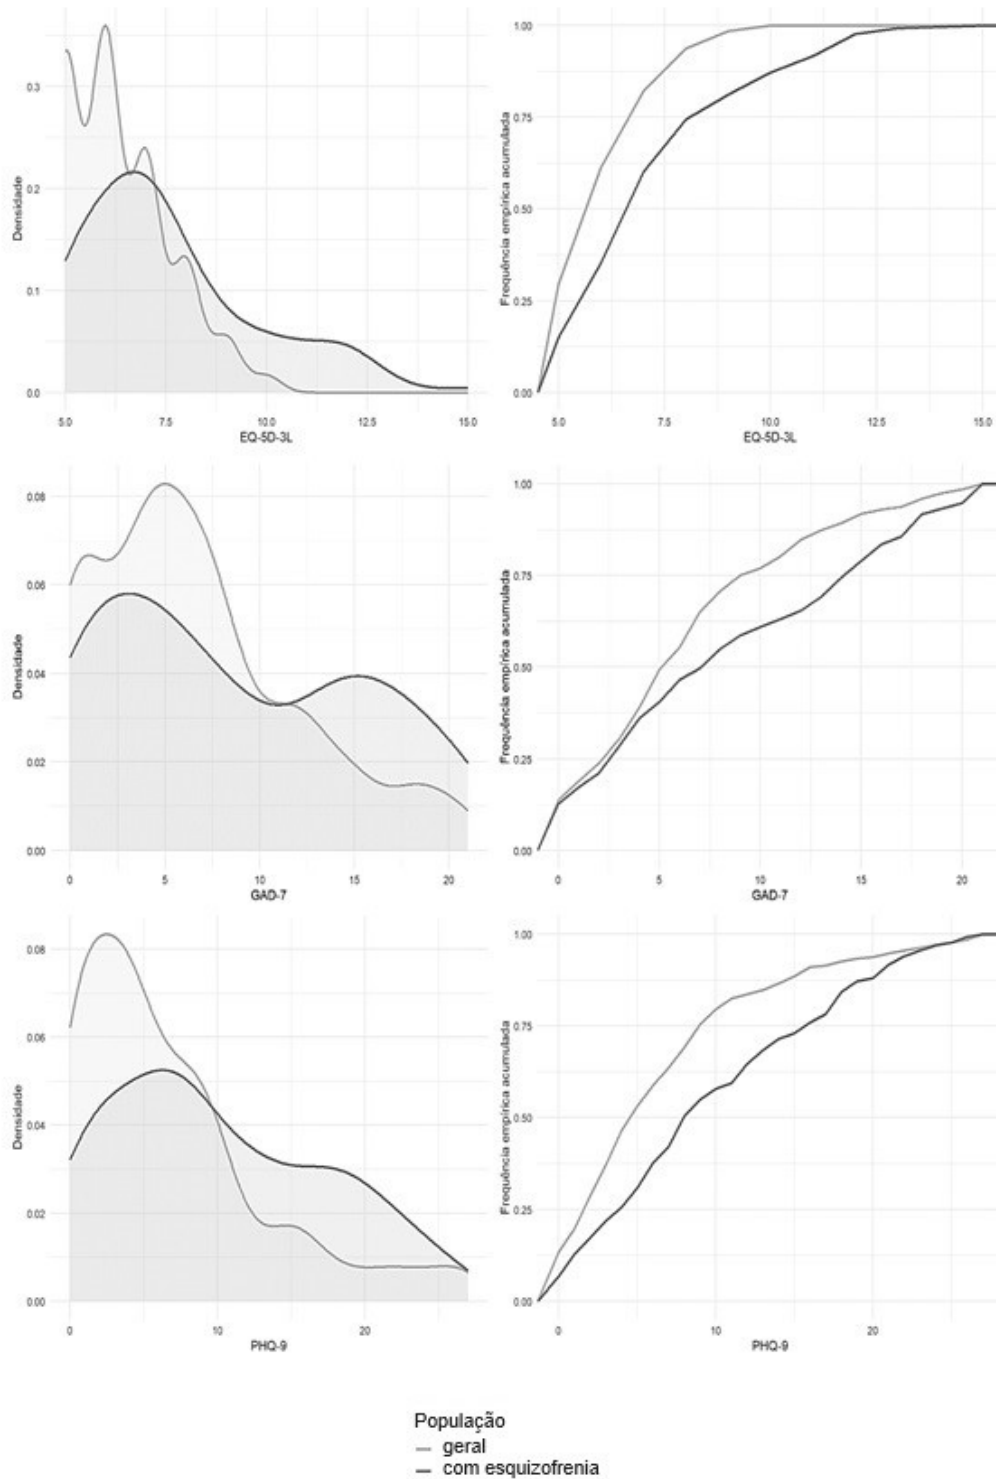 Densidade
0.3
0.2
0.1
0.0
5.0 7.5 10.0 12.5 15.0
EQ-5D-3L
Frequência empírica acumulada
1.00
0.75
0.50
0.25
0.00
5.0 7.5 10.0 12.5 15.0
EQ-5D-3L
Densidade
0.08
0.06
0.04
0.02
0.00
0 5 10 15 20
GAD-7
Frequência empírica acumulada
1.00
0.75
0.50
0.25
0.00
0 5 10 15 20
GAD-7
Densidade
0.08
0.06
0.04
0.02
0.00
0 10 20
PHQ-9
Frequência empírica acumulada
1.00
0.75
0.50
0.25
0.00
0 10 20
PHQ-9
População
geral
com esquizofrenia